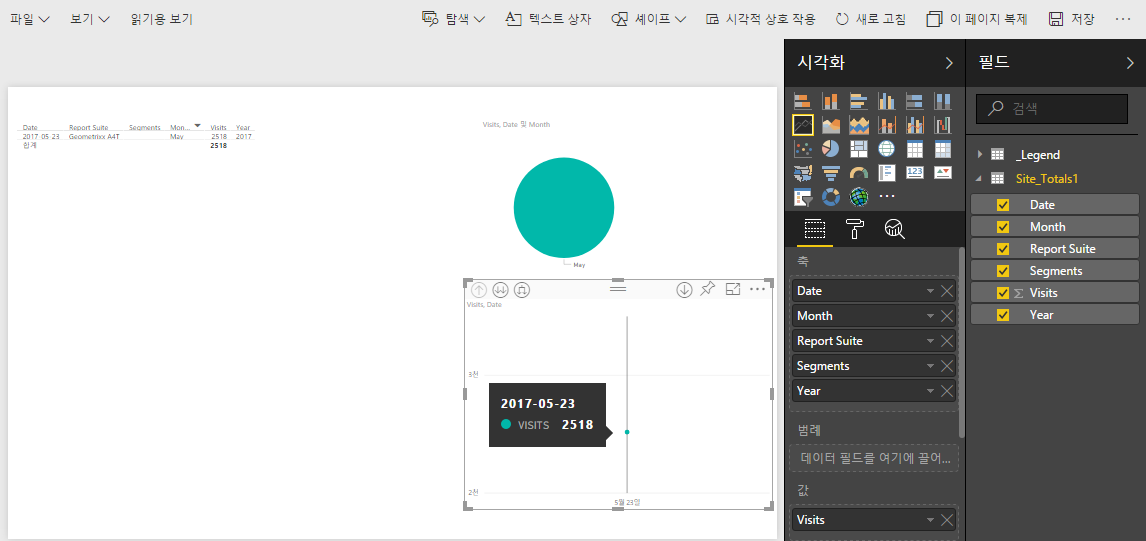 파일 보기 읽기용 보기 탐색 텍스트 상자 셰이프 시각적 상호 작용 새로 고침 이 페이지 복제 저장
시각화
필드
검색
_Legend
Site_Totals1
Date
Month
Report Suite
Segments
Visits
Year
축
Date
Month
Report Suite
Segments
Year
범례
데이터 필드를 여기에 끌어...
값
Visits
Date Report Suite Segments Mon... Visits Year
2017-05-23 Geometrixx A4T May 2518 2017
합계 2518
Visits, Date 및 Month
May
Visits, Date
3천
2017-05-23
VISITS 2518
2천
5월 23일